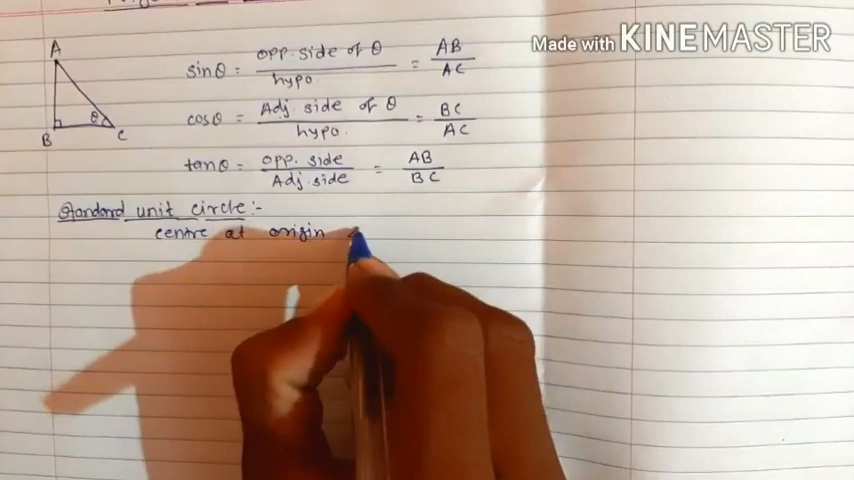 Made with KINEMASTER
A
B
C
θ
sinθ = opp. side of θ / hypo. = AB / AC
cosθ = Adj. side of θ / hypo. = BC / AC
tanθ = opp. side / Adj. side = AB / BC
Standard unit circle :-
centre at origin